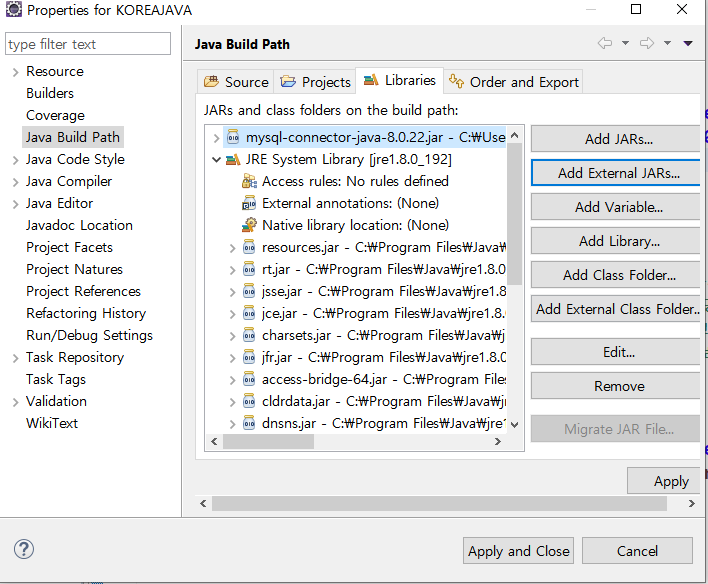 Properties for KOREAJAVA
type filter text
Resource
Builders
Coverage
Java Build Path
Java Code Style
Java Compiler
Java Editor
Javadoc Location
Project Facets
Project Natures
Project References
Refactoring History
Run/Debug Settings
Task Repository
Task Tags
Validation
WikiText
Java Build Path
Source Projects Libraries Order and Export
JARs and class folders on the build path:
mysql-connector-java-8.0.22.jar - C:₩Use
JRE System Library [jre1.8.0_192]
Access rules: No rules defined
External annotations: (None)
Native library location: (None)
resources.jar - C:₩Program Files₩Java₩
rt.jar - C:₩Program Files₩Java₩jre1.8.0
jsse.jar - C:₩Program Files₩Java₩jre1.8
jce.jar - C:₩Program Files₩Java₩jre1.8.
charsets.jar - C:₩Program Files₩Java₩j
jfr.jar - C:₩Program Files₩Java₩jre1.8.0
access-bridge-64.jar - C:₩Program Files
cldrdata.jar - C:₩Program Files₩Java₩j
dnsns.jar - C:₩Program Files₩Java₩jre1
Add JARs...
Add External JARs...
Add Variable...
Add Library...
Add Class Folder...
Add External Class Folder..
Edit...
Remove
Migrate JAR File...
Apply
Apply and Close
Cancel